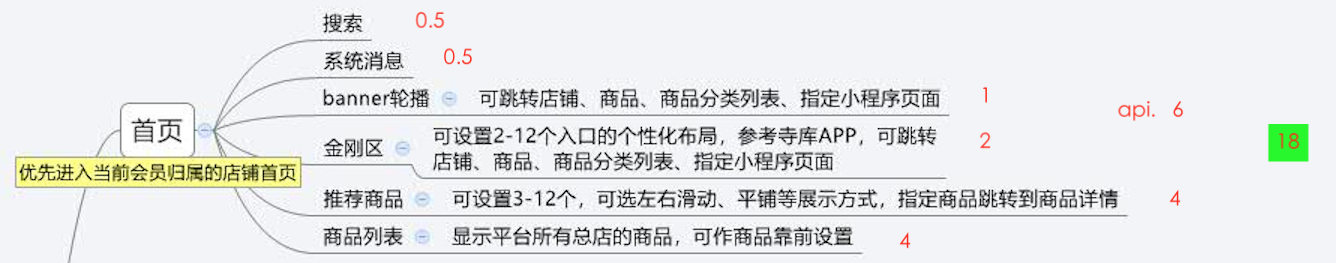 搜索 0.5
系统消息 0.5
banner轮播 可跳转店铺、商品、商品分类列表、指定小程序页面 1
api. 6
首页
金刚区 可设置2-12个入口的个性化布局，参考寺库APP，可跳转
店铺、商品、商品分类列表、指定小程序页面 2
18
优先进入当前会员归属的店铺首页
推荐商品 可设置3-12个，可选左右滑动、平铺等展示方式，指定商品跳转到商品详情 4
商品列表 显示平台所有总店的商品，可作商品靠前设置 4